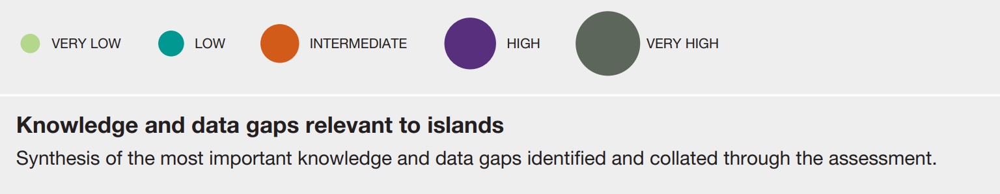 VERY LOW LOW INTERMEDIATE HIGH VERY HIGH
Knowledge and data gaps relevant to islands
Synthesis of the most important knowledge and data gaps identified and collated through the assessment.